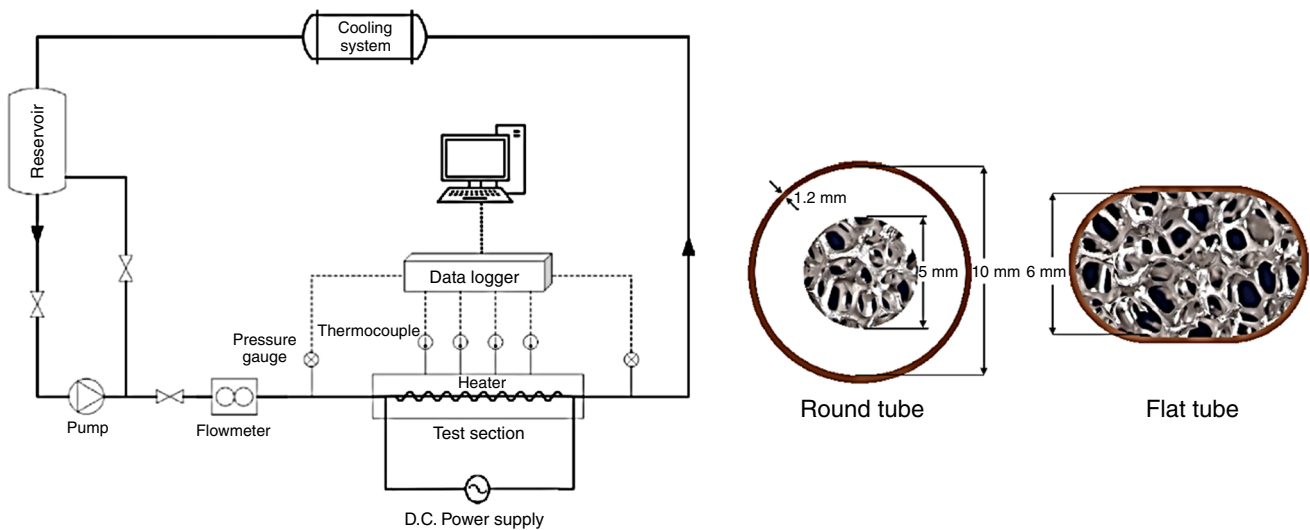 Cooling
system
Reservoir
Data logger
Thermocouple
Pressure
gauge
Heater
Pump
Flowmeter
Test section
D.C. Power supply
1.2 mm
5 mm
10 mm
6 mm
Round tube
Flat tube